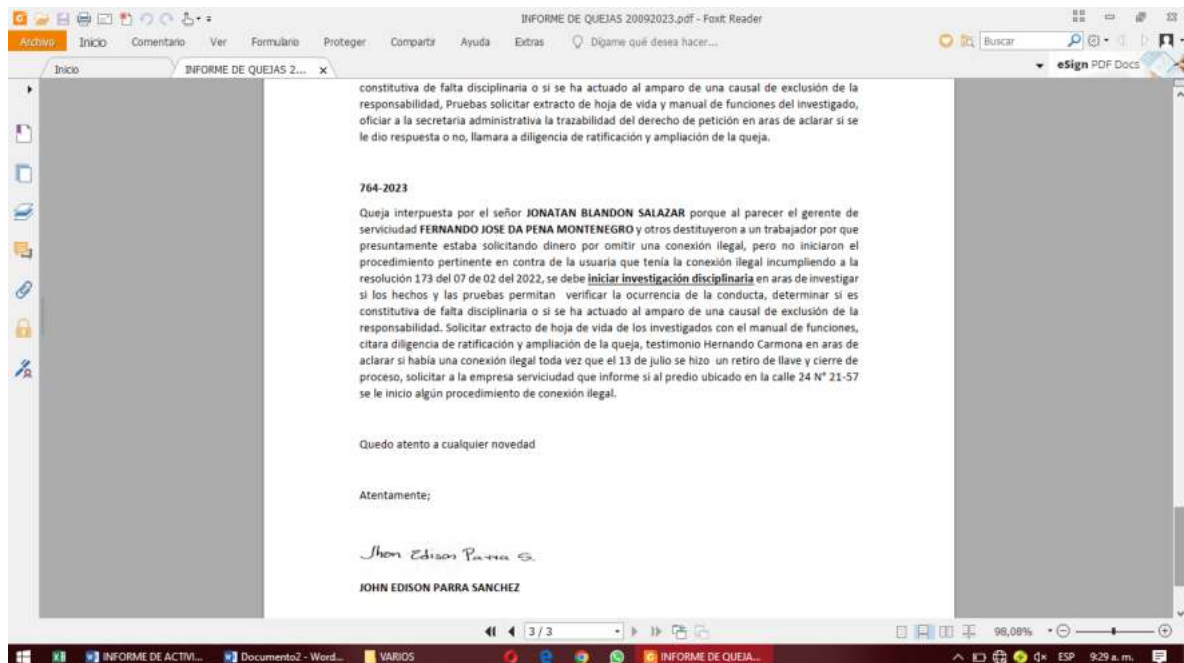 INFORME DE QUEJAS 20092023.pdf - Foxit Reader
Archivo Inicio Comentario Ver Formulario Proteger Compartir Ayuda Extras Dígame qué desea hacer.... Buscar
Inicio INFORME DE QUEJAS 2... eSign PDF Docs
constitutiva de falta disciplinaria o si se ha actuado al amparo de una causal de exclusión de la
responsabilidad, Pruebas solicitar extracto de hoja de vida y manual de funciones del investigado,
oficiar a la secretaria administrativa la trazabilidad del derecho de petición en aras de aclarar si se
le dio respuesta o no, llamara a diligencia de ratificación y ampliación de la queja.
764-2023
Queja interpuesta por el señor JONATAN BLANDON SALAZAR porque al parecer el gerente de
serviciudad FERNANDO JOSE DA PENA MONTENEGRO y otros destituyeron a un trabajador por que
presuntamente estaba solicitando dinero por omitir una conexión ilegal, pero no iniciaron el
procedimiento pertinente en contra de la usuaria que tenía la conexión ilegal incumpliendo a la
resolución 173 del 07 de 02 del 2022, se debe iniciar investigación disciplinaria en aras de investigar
si los hechos y las pruebas permitan verificar la ocurrencia de la conducta, determinar si es
constitutiva de falta disciplinaria o si se ha actuado al amparo de una causal de exclusión de la
responsabilidad. Solicitar extracto de hoja de vida de los investigados con el manual de funciones,
citara diligencia de ratificación y ampliación de la queja, testimonio Hernando Carmona en aras de
aclarar si había una conexión ilegal toda vez que el 13 de julio se hizo un retiro de llave y cierre de
proceso, solicitar a la empresa serviciudad que informe si al predio ubicado en la calle 24 N° 21-57
se le inicio algún procedimiento de conexión ilegal.
Quedo atento a cualquier novedad
Atentamente;
Jhon Edison Parra S.
JOHN EDISON PARRA SANCHEZ
3 / 3 98,08%
INFORME DE ACTIVI... Documento2 - Word... VARIOS INFORME DE QUEJA... ESP 9:29 a. m.